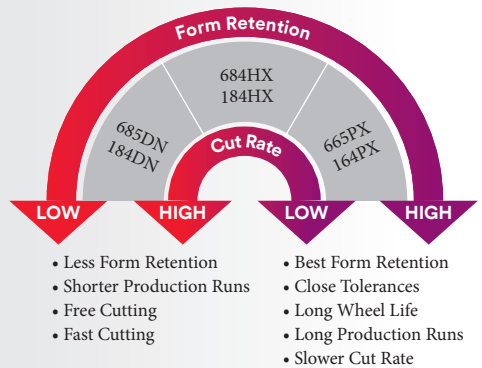 Form Retention
684HX
184HX
685DN
184DN
665PX
164PX
Cut Rate
LOW
HIGH
LOW
HIGH
• Less Form Retention
• Shorter Production Runs
• Free Cutting
• Fast Cutting
• Best Form Retention
• Close Tolerances
• Long Wheel Life
• Long Production Runs
• Slower Cut Rate